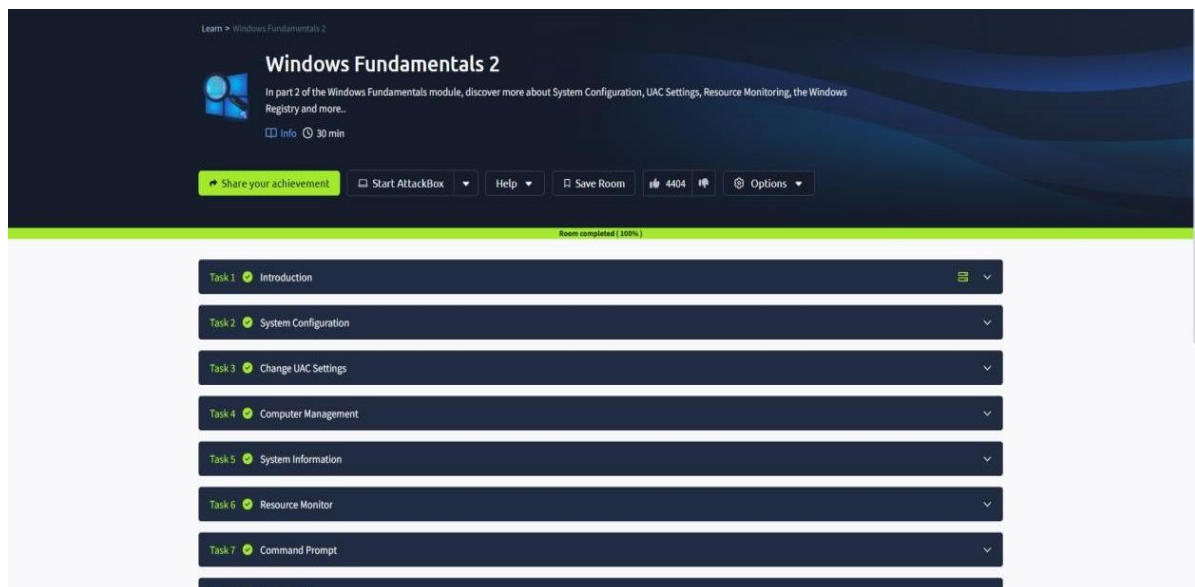 Learn > Windows Fundamentals 2
Windows Fundamentals 2
In part 2 of the Windows Fundamentals module, discover more about System Configuration, UAC Settings, Resource Monitoring, the Windows
Registry and more..
Info 30 min
Share your achievement Start AttackBox Help Save Room 4404 Options
Room completed ( 100% )
Task 1 Introduction
Task 2 System Configuration
Task 3 Change UAC Settings
Task 4 Computer Management
Task 5 System Information
Task 6 Resource Monitor
Task 7 Command Prompt